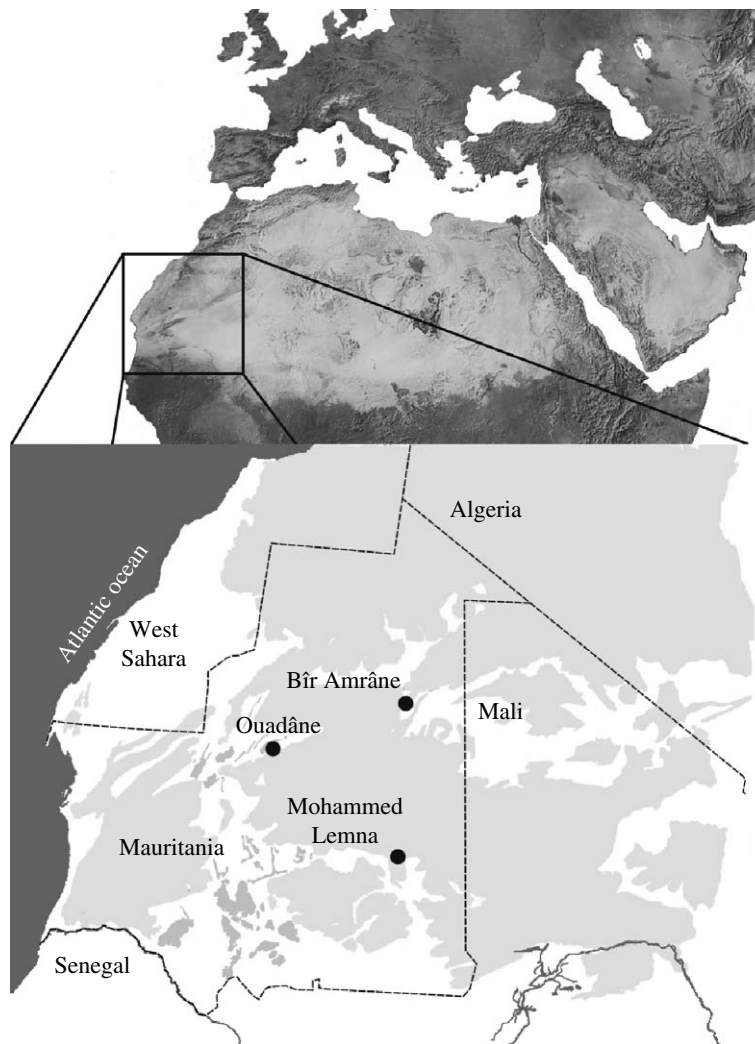 Algeria
Atlantic ocean
West
Sahara
Bîr Amrâne
Mali
Ouadâne
Mohammed
Lemna
Mauritania
Senegal